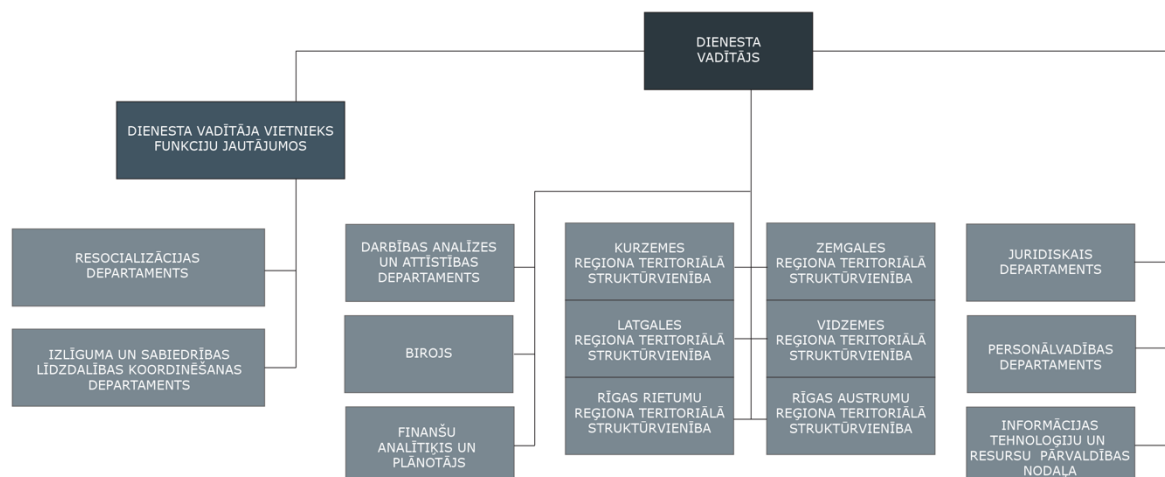 DIENESTA
VADĪTĀJS
DIENESTA VADĪTĀJA VIETNIEKS
FUNKCIJU JAUTĀJUMOS
RESOCIALIZĀCIJAS
DEPARTAMENTS
IZLĪGUMA UN SABIEDRĪBAS
LĪDZDALĪBAS KOORDINĒŠANAS
DEPARTAMENTS
DARBĪBAS ANALĪZES
UN ATTĪSTĪBAS
DEPARTAMENTS
BIROJS
FINANŠU
ANALĪTIĶIS UN
PLĀNOTĀJS
KURZEMES
REĢIONA TERITORIĀLĀ
STRUKTŪRVIENĪBA
LATGALES
REĢIONA TERITORIĀLĀ
STRUKTŪRVIENĪBA
RĪGAS RIETUMU
REĢIONA TERITORIĀLĀ
STRUKTŪRVIENĪBA
ZEMGALES
REĢIONA TERITORIĀLĀ
STRUKTŪRVIENĪBA
VIDZEMES
REĢIONA TERITORIĀLĀ
STRUKTŪRVIENĪBA
RĪGAS AUSTRUMU
REĢIONA TERITORIĀLĀ
STRUKTŪRVIENĪBA
JURIDISKAIS
DEPARTAMENTS
PERSONĀLVADĪBAS
DEPARTAMENTS
INFORMĀCIJAS
TEHNOLOĢIJU UN
RESURSU PĀRVALDĪBAS
NODAĻA